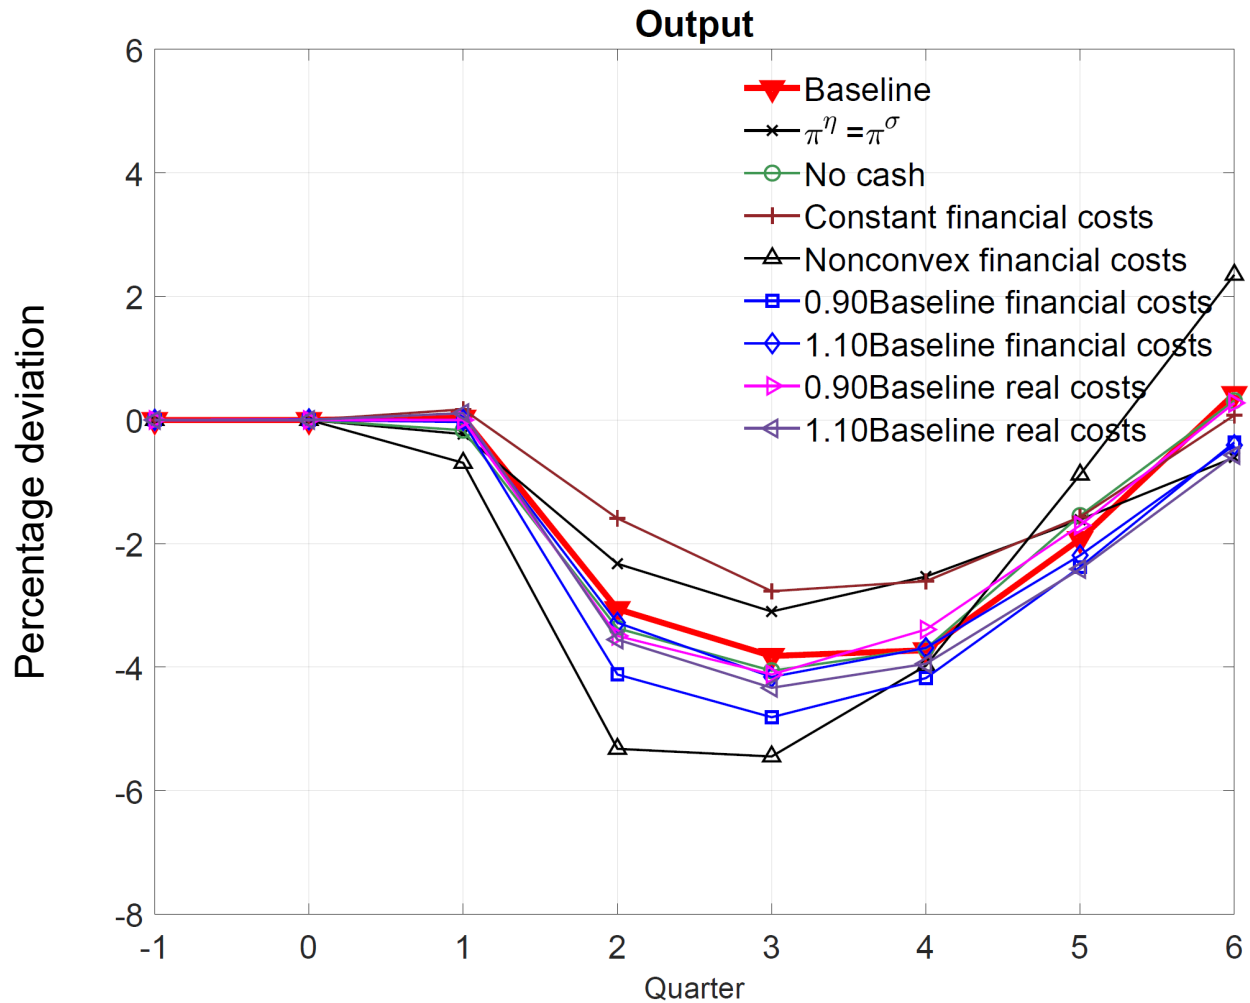 Output
Percentage deviation
6
4
2
0
-2
-4
-6
-8
Baseline
π^η =π^σ
No cash
Constant financial costs
Nonconvex financial costs
0.90Baseline financial costs
1.10Baseline financial costs
0.90Baseline real costs
1.10Baseline real costs
-1 0 1 2 3 4 5 6
Quarter